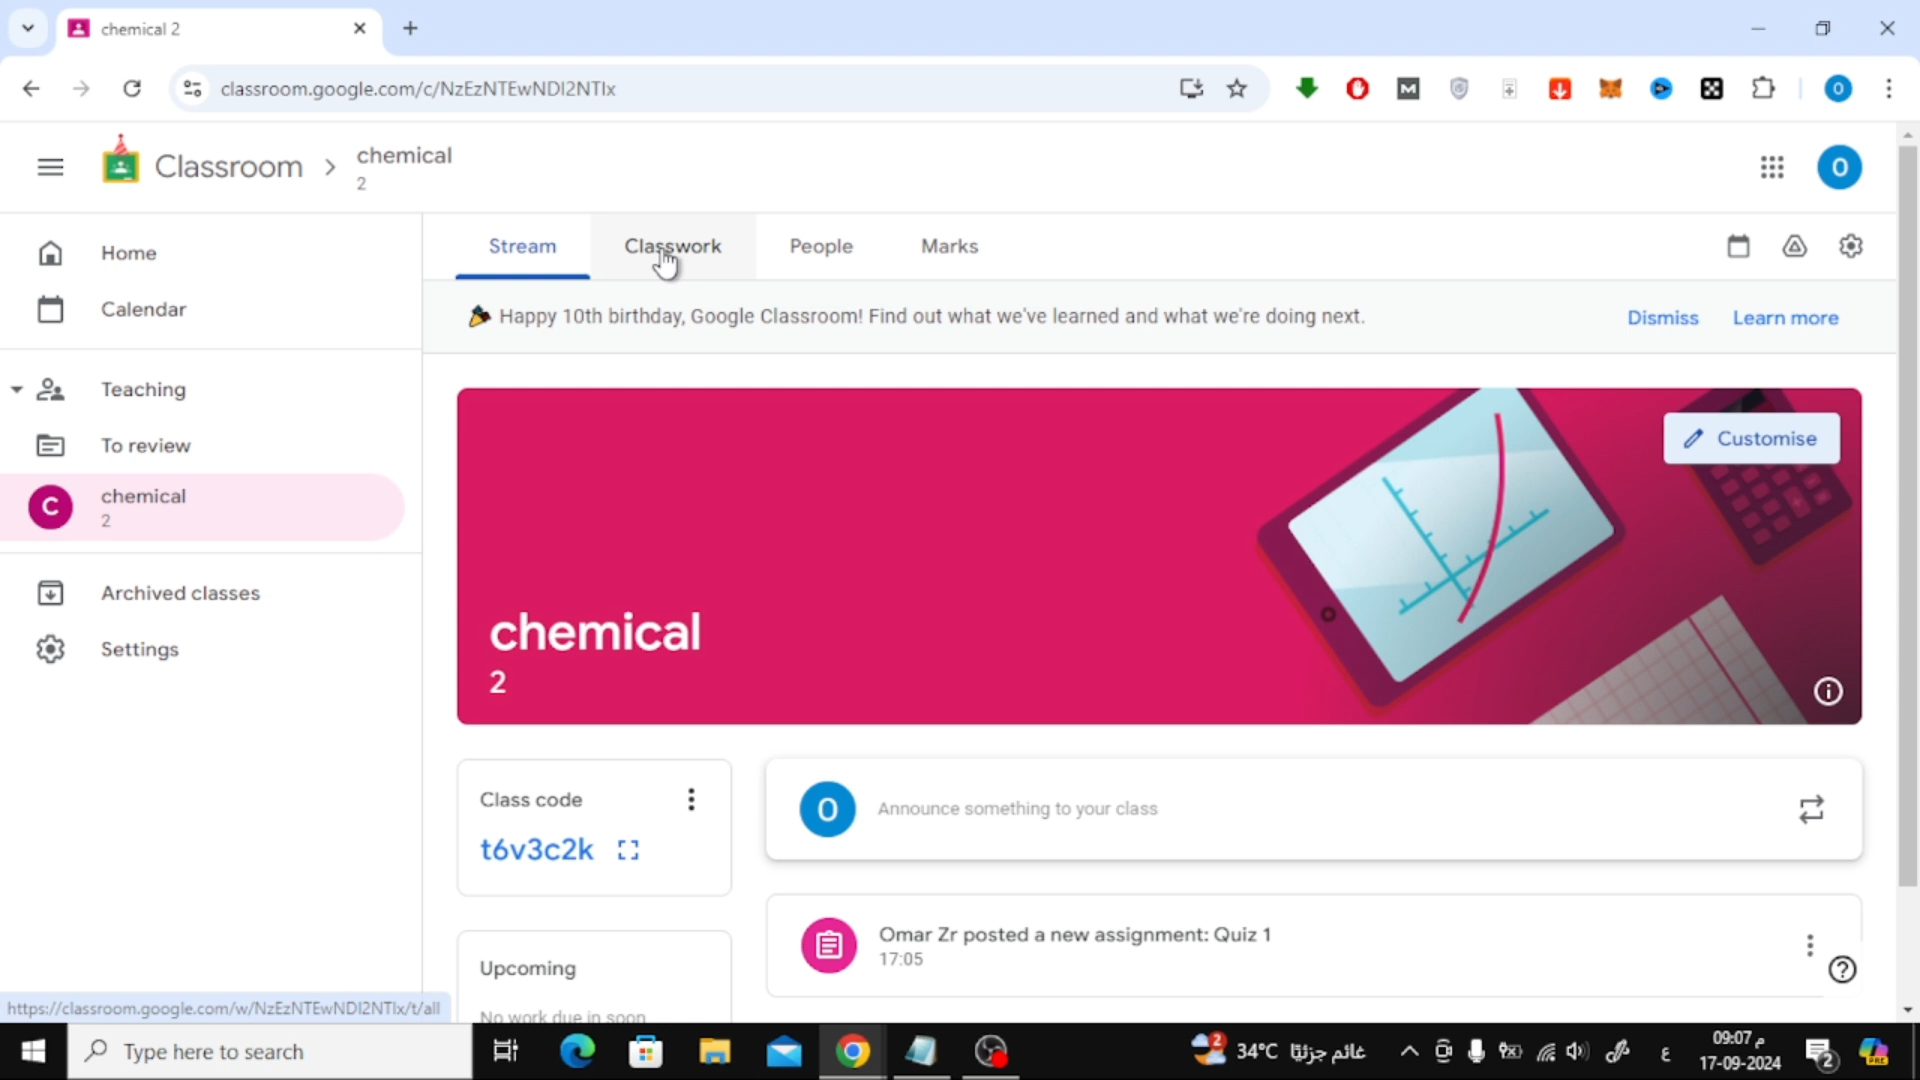 chemical 2
classroom.google.com/c/NzEzNTEwNDI2NTIx
Classroom
chemical
2
O
Home
Calendar
Teaching
To review
C
chemical
2
Archived classes
Settings
Stream
Classwork
People
Marks
Happy 10th birthday, Google Classroom! Find out what we've learned and what we're doing next.
Dismiss
Learn more
Customise
chemical
2
Class code
t6v3c2k
O
Announce something to your class
Omar Zr posted a new assignment: Quiz 1
17:05
Upcoming
No work due in soon
https://classroom.google.com/w/NzEzNTEwNDI2NTIx/t/all
Type here to search
2
34°C غائم جزئيًا
ع
09:07 م
17-09-2024
2